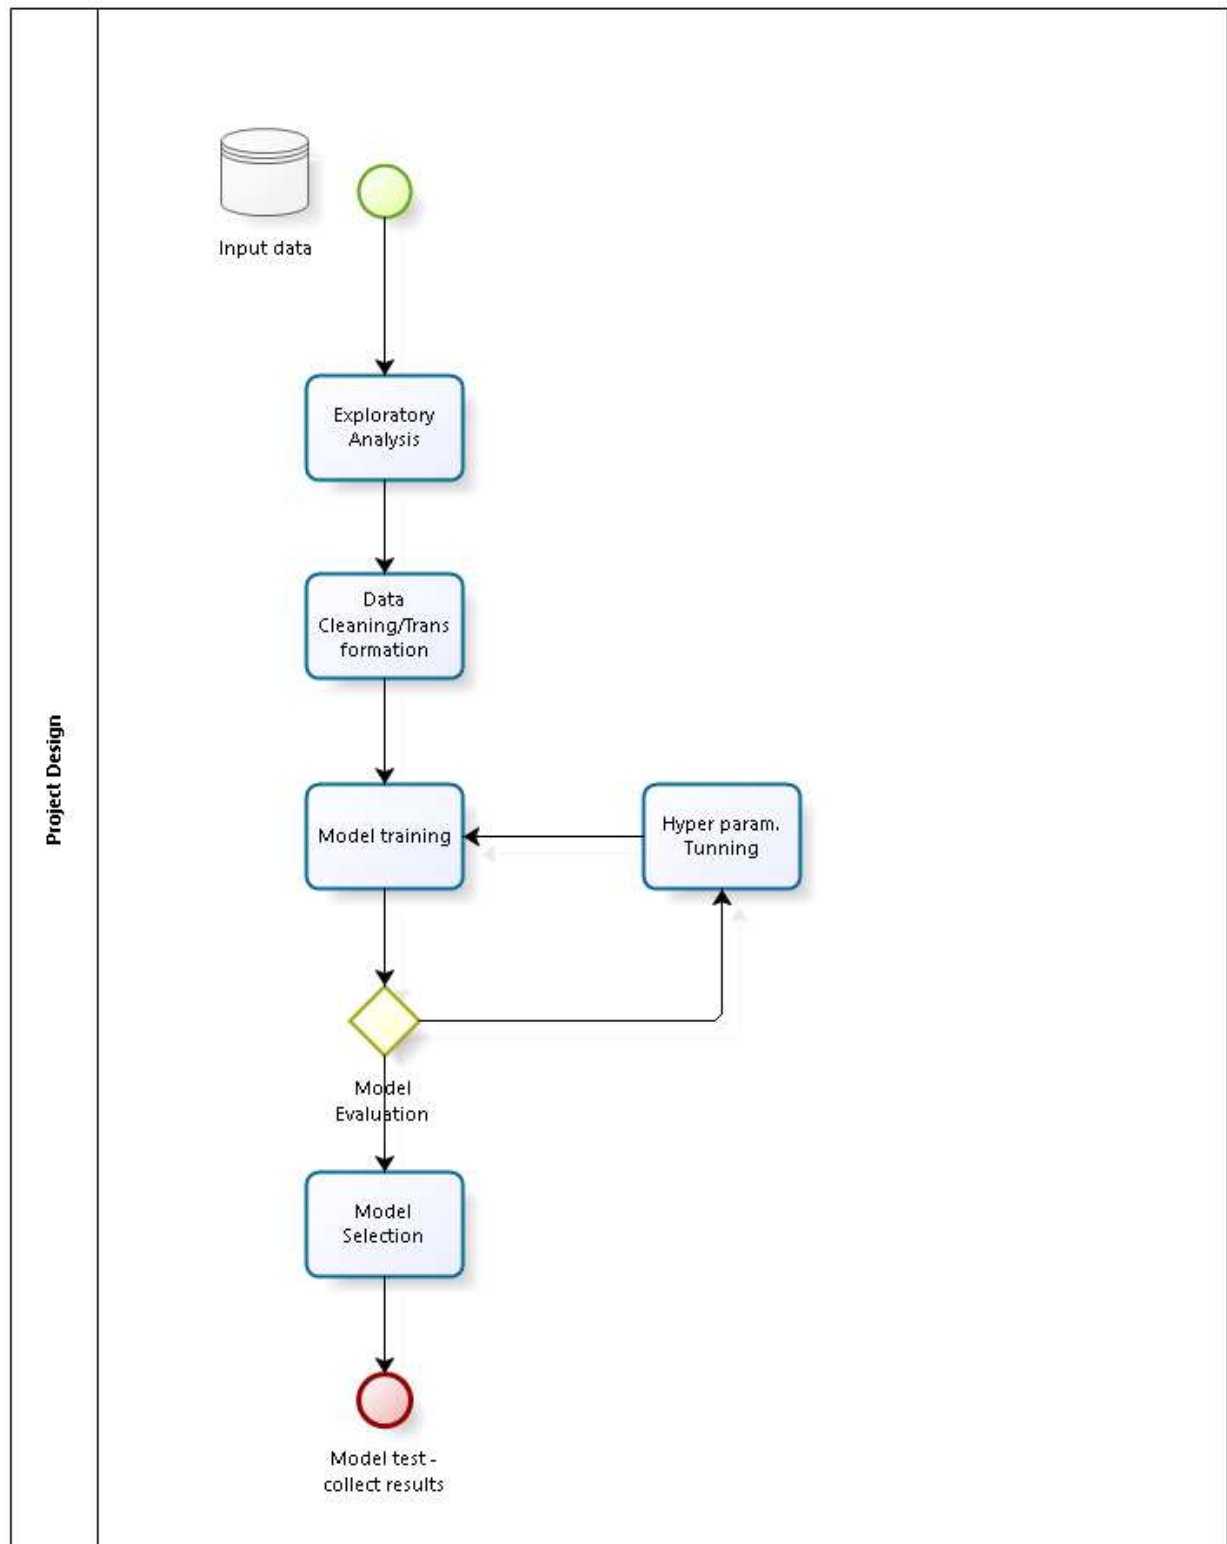 Project Design
Input data
Exploratory
Analysis
Data
Cleaning/Trans
formation
Model training
Hyper param.
Tunning
Model
Evaluation
Model
Selection
Model test -
collect results